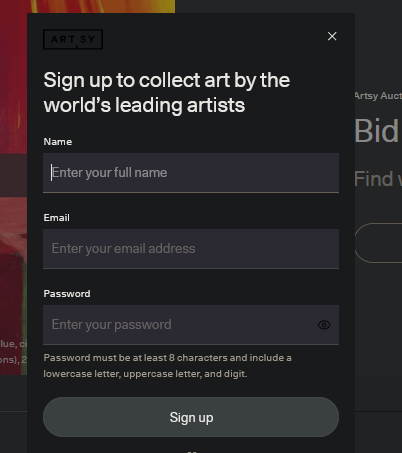 ARTSY
Sign up to collect art by the
world's leading artists
Name
Enter your full name
Email
Enter your email address
Password
Enter your password
Password must be at least 8 characters and include a
lowercase letter, uppercase letter, and digit.
Sign up
Artsy Auct
Bid
Find
lue, c
ons), 2